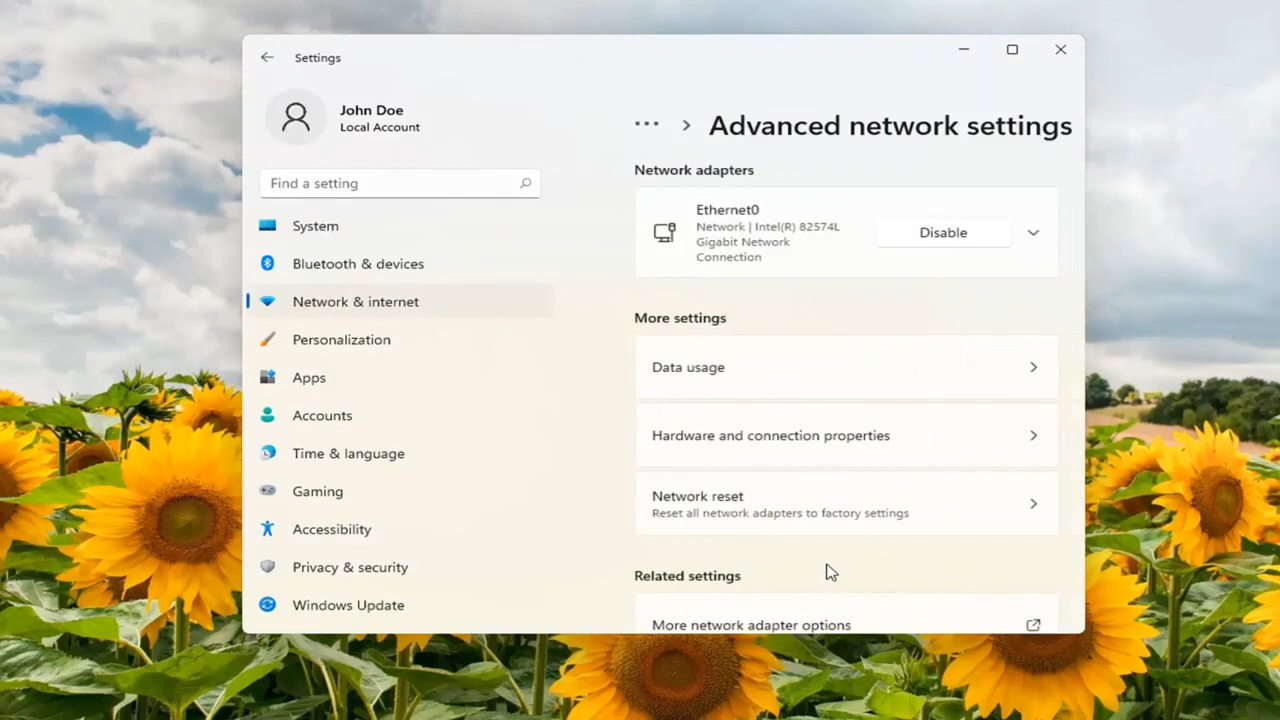 Settings
John Doe
Local Account
Find a setting
System
Bluetooth & devices
Network & internet
Personalization
Apps
Accounts
Time & language
Gaming
Accessibility
Privacy & security
Windows Update
Advanced network settings
Network adapters
Ethernet0
Network | Intel(R) 82574L
Gigabit Network
Connection
Disable
More settings
Data usage
Hardware and connection properties
Network reset
Reset all network adapters to factory settings
Related settings
More network adapter options